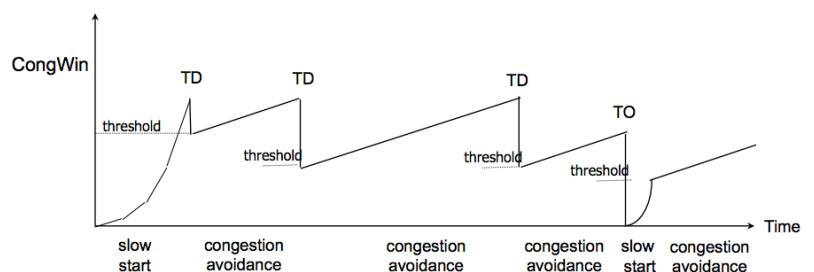 CongWin
TD
TD
TD
TO
threshold
threshold
threshold
threshold
Time
slow
start
congestion
avoidance
congestion
avoidance
congestion
avoidance
slow
start
congestion
avoidance